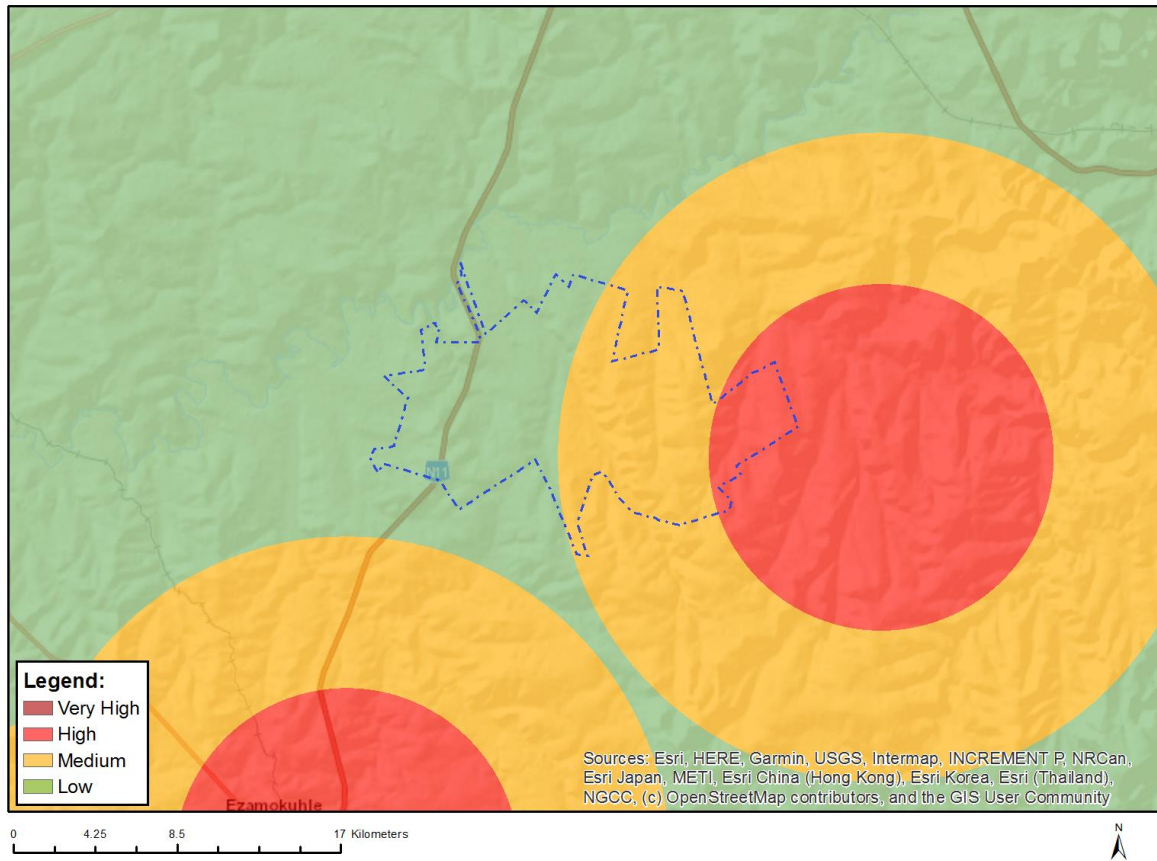 N11
Legend:
Very High
High
Medium
Low
Ezamokuhle
Sources: Esri, HERE, Garmin, USGS, Intermap, INCREMENT P, NRCan,
Esri Japan, METI, Esri China (Hong Kong), Esri Korea, Esri (Thailand),
NGCC, (c) OpenStreetMap contributors, and the GIS User Community
0 4.25 8.5 17 Kilometers
N